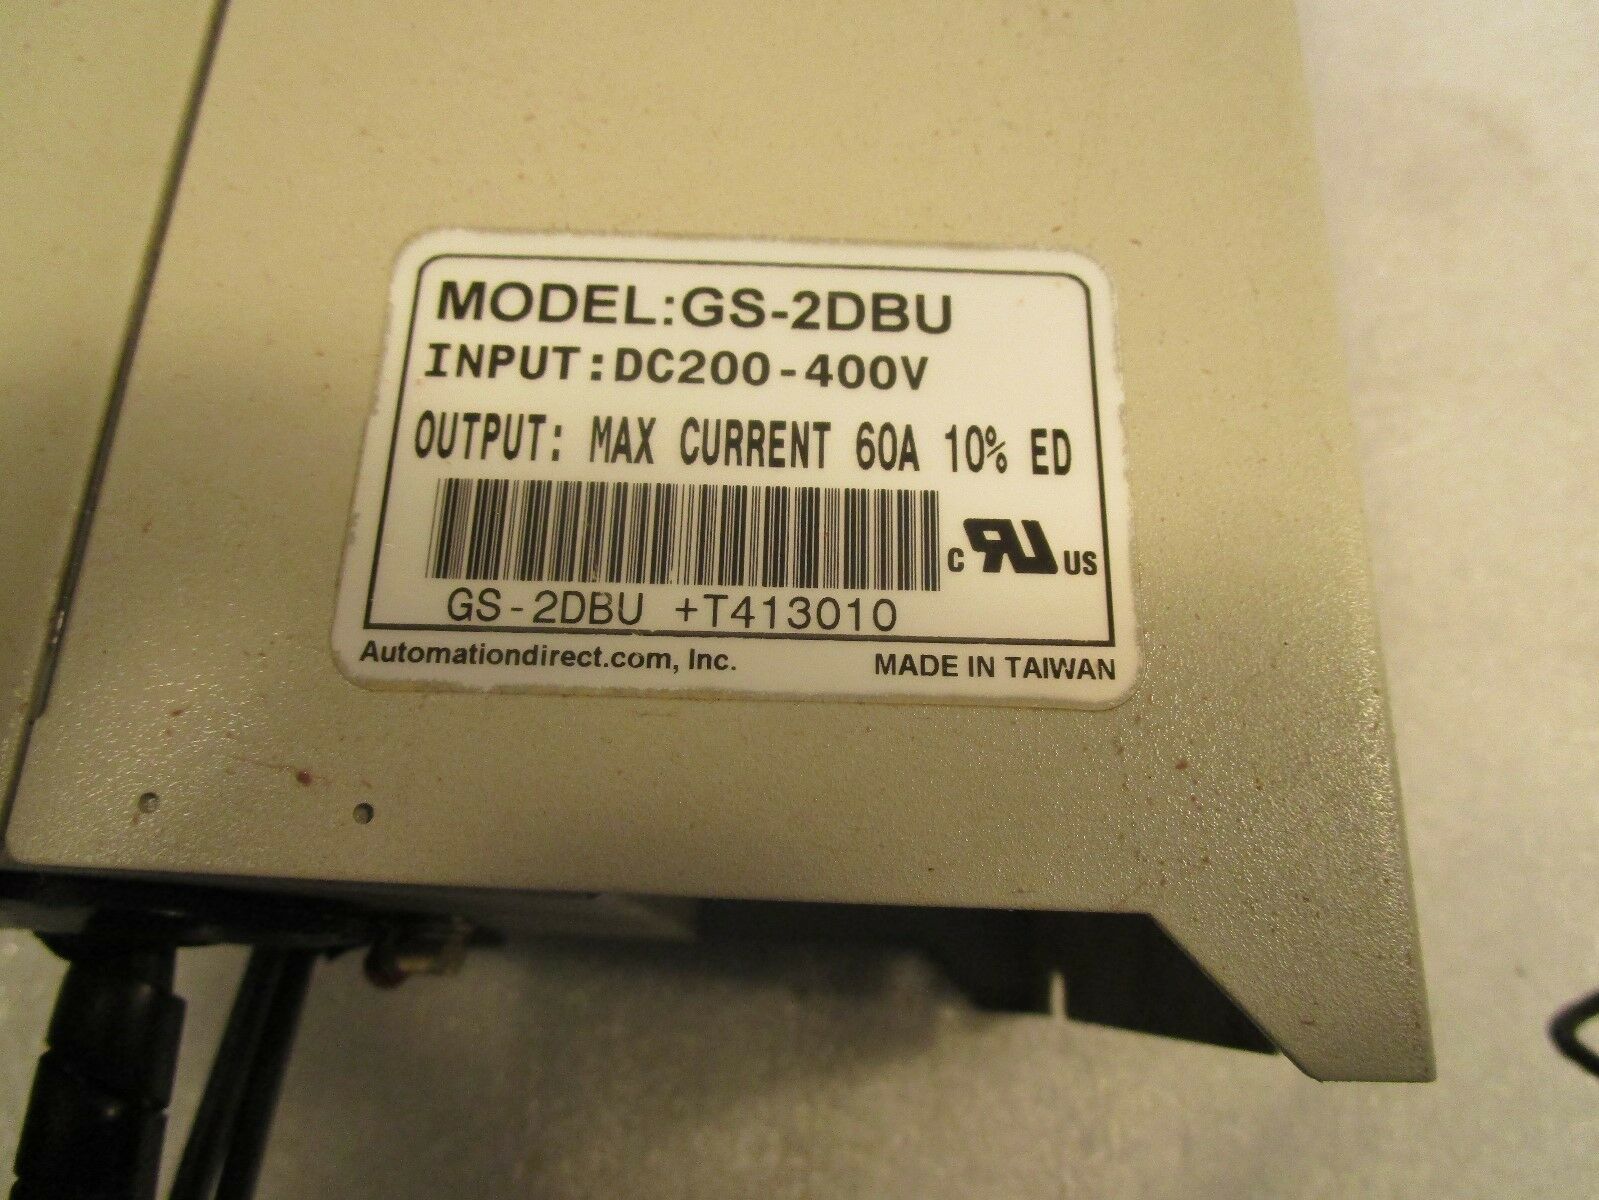 MODEL:GS-2DBU
INPUT:DC200-400V
OUTPUT: MAX CURRENT 60A 10% ED
C RU US
GS-2DBU +T413010
Automationdirect.com, Inc. MADE IN TAIWAN